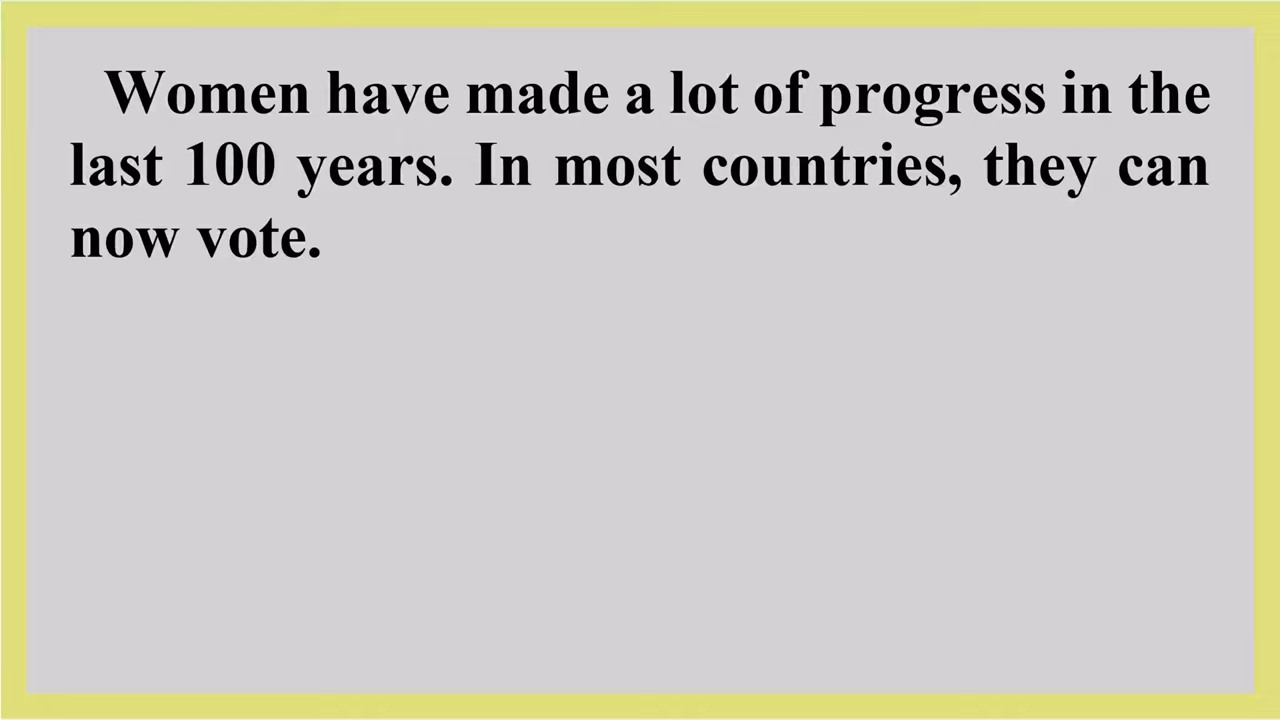 Women have made a lot of progress in the
last 100 years. In most countries, they can
now vote.